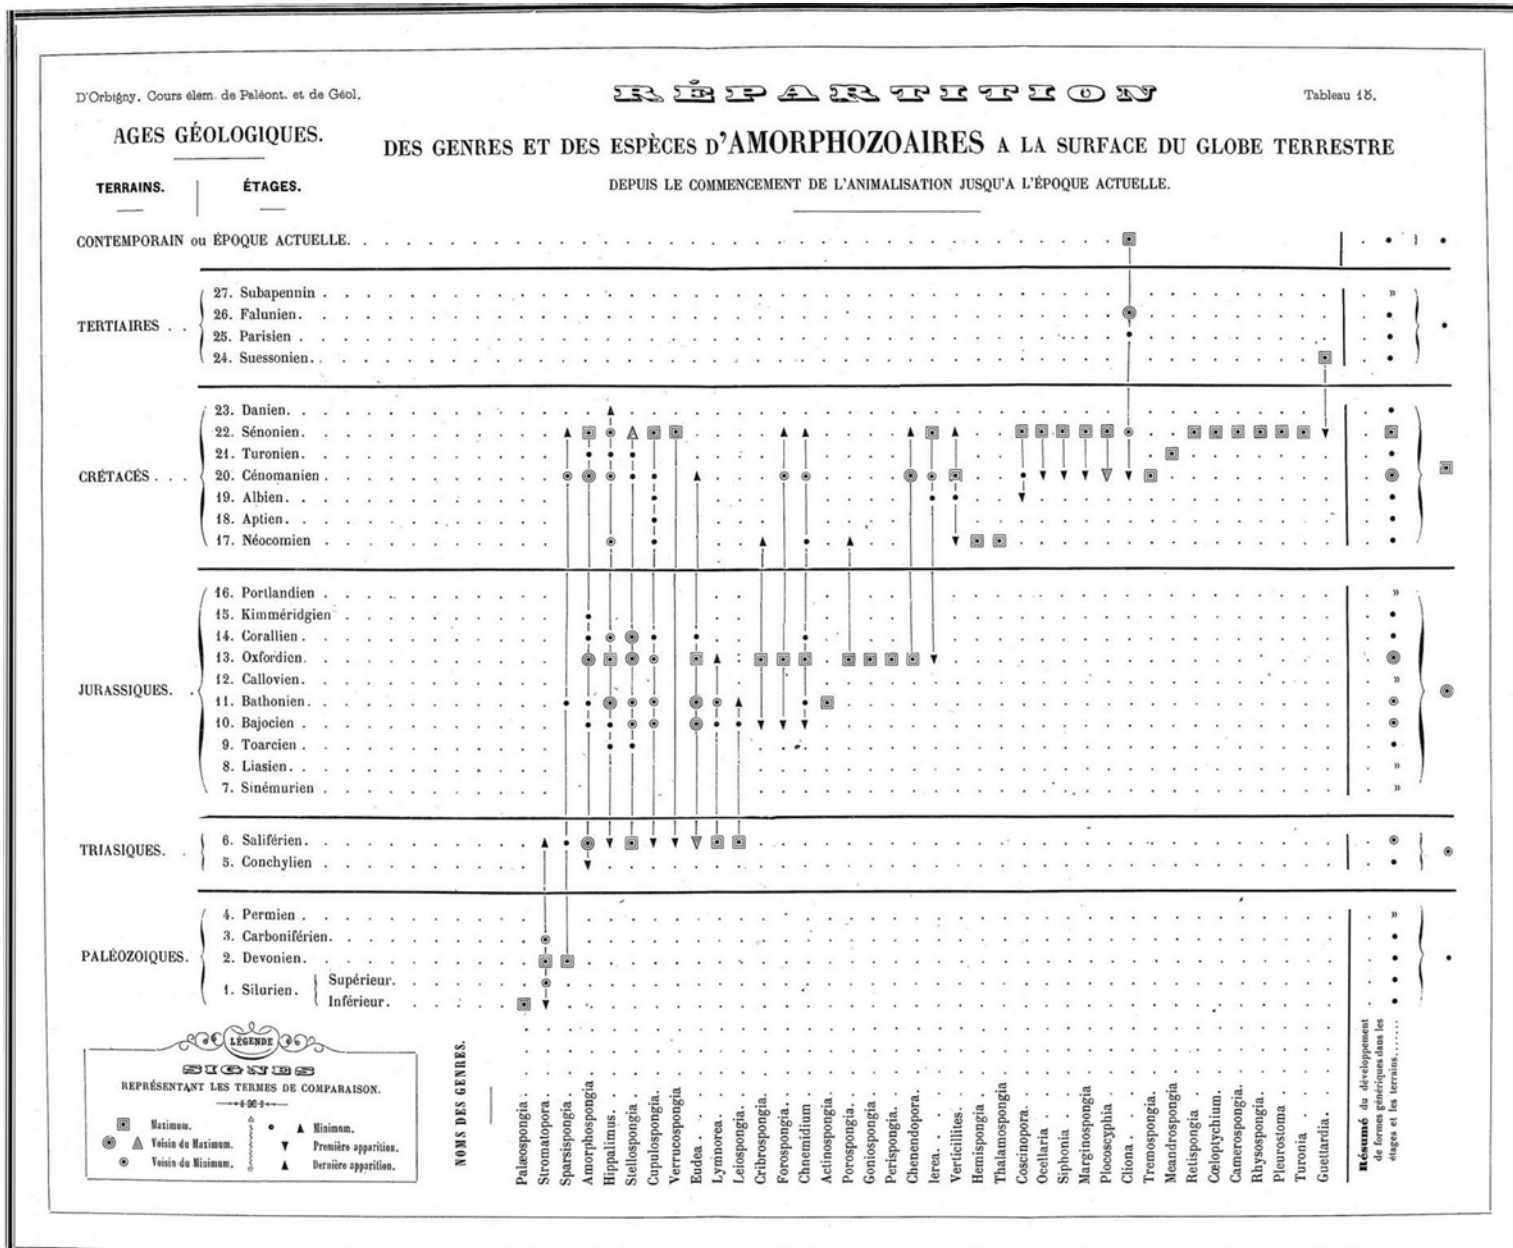 D'Orbigny. Cours élem. de Paléont. et de Géol.
RÉPARTITION
Tableau 15.
AGES GÉOLOGIQUES.
DES GENRES ET DES ESPÈCES D'AMORPHOZOAIRES A LA SURFACE DU GLOBE TERRESTRE
TERRAINS.
ÉTAGES.
DEPUIS LE COMMENCEMENT DE L'ANIMALISATION JUSQU'A L'ÉPOQUE ACTUELLE.
CONTEMPORAIN ou ÉPOQUE ACTUELLE.
TERTIAIRES
27. Subapennin
26. Falunien.
25. Parisien
24. Suessonien.
CRÉTACÉS
23. Danien.
22. Sénonien.
21. Turonien.
20. Cénomanien
19. Albien
18. Aptien.
17. Néocomien
JURASSIQUES.
16. Portlandien
15. Kimméridgien
14. Corallien
13. Oxfordien.
12. Callovien.
11. Bathonien.
10. Bajocien
9. Toarcien
8. Liasien.
7. Sinémurien
TRIASIQUES.
6. Saliférien.
5. Conchylien
PALÉOZOIQUES.
4. Permien
3. Carboniférien.
2. Devonien.
1. Silurien.
Supérieur.
Inférieur.
LÉGENDE
SIGNES
REPRÉSENTANT LES TERMES DE COMPARAISON.
Maximum.
Voisin du Maximum.
Voisin du Minimum.
Minimum.
Première apparition.
Dernière apparition.
NOMS DES GENRES.
Palæospongia
Stromatopora
Sparsispongia
Amorphospongia
Hippalimus.
Stellospongia
Cupulospongia.
Verrucospongia
Eudea
Lymnorea
Leiospongia.
Cribrospongia.
Forospongia.
Chnemidium
Actinospongia.
Porospongia.
Goniospongia
Perispongia.
Chenendopora.
Ierea.
Verticillites.
Hemispongia
Thalamospongia
Coscinopora.
Ocellaria
Siphonia
Marginospongia
Plocoscyphia
Cliona
Tremospongia.
Meandrospongia
Retispongia
Cœloptychium.
Camerospongia.
Rhysospongia.
Pleurostoma
Turonia
Guettardia.
Résumé du développement
de formes génériques dans les
étages et les terrains.......